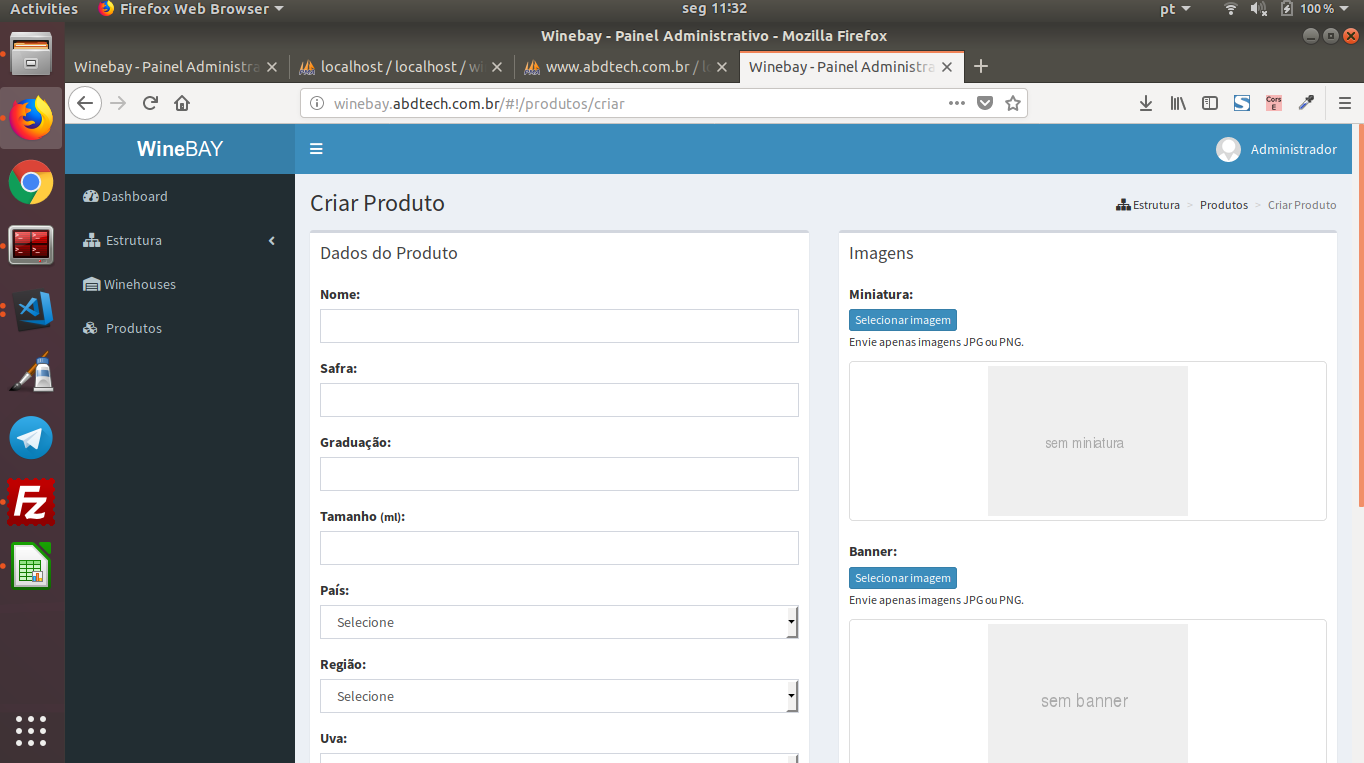 Activities Firefox Web Browser seg 11:32 pt 100 %
Winebay - Painel Administrativo - Mozilla Firefox
Winebay - Painel Administra localhost / localhost / wi www.abdtech.com.br / lo Winebay - Painel Administra
winebay.abdtech.com.br/#!/produtos/criar
WineBAY
Administrador
Dashboard
Estrutura
Winehouses
Produtos
Criar Produto
Estrutura > Produtos > Criar Produto
Dados do Produto
Nome:
Safra:
Graduação:
Tamanho (ml):
País:
Selecione
Região:
Selecione
Uva:
Imagens
Miniatura:
Selecionar imagem
Envie apenas imagens JPG ou PNG.
sem miniatura
Banner:
Selecionar imagem
Envie apenas imagens JPG ou PNG.
sem banner